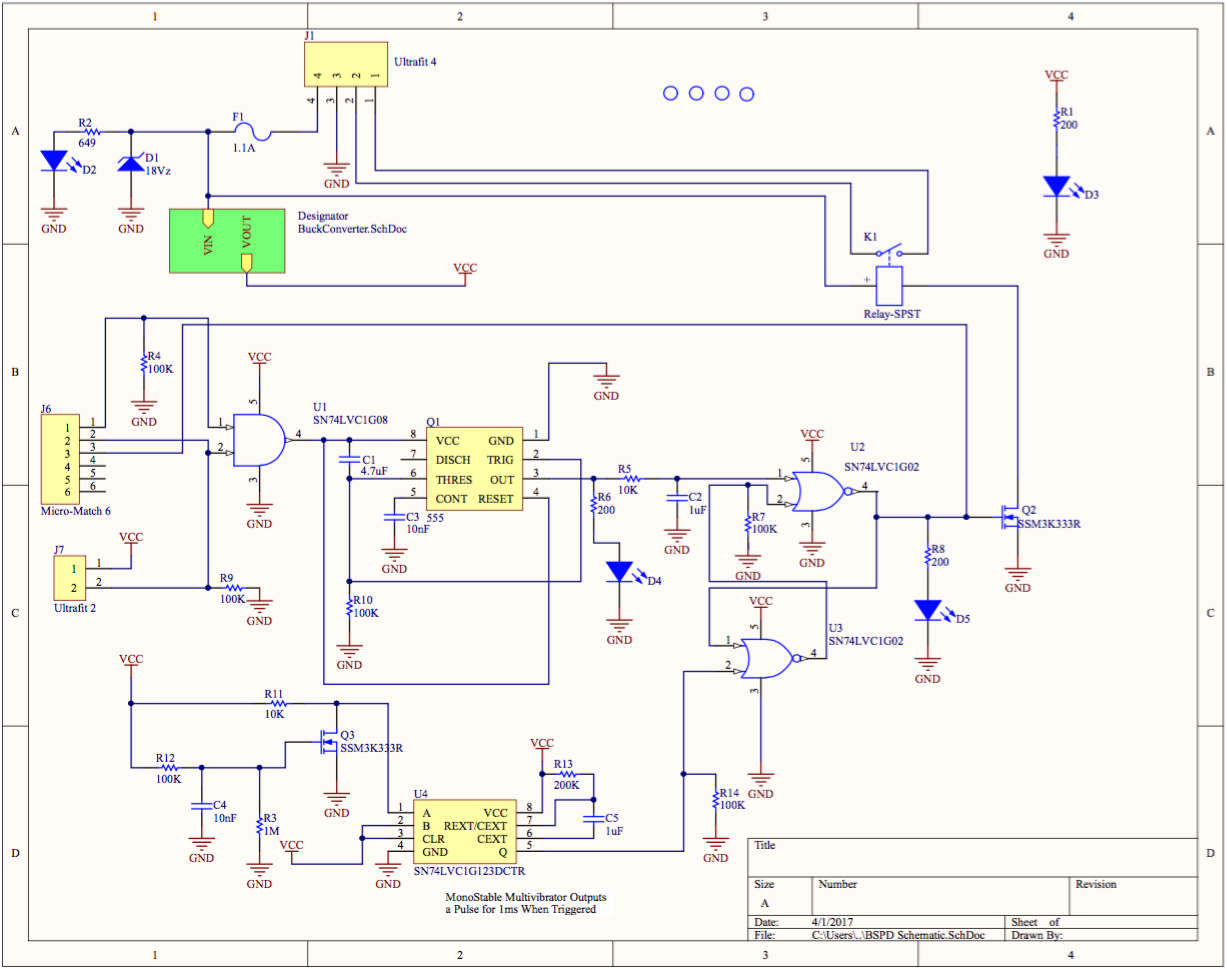 1 2 3 4
J1
Ultrafit 4
4 3 2 1
4 3 2 1
VCC
R1
200
D3
GND
A
A
R2
649
D2
GND
D1
18Vz
GND
F1
1.1A
GND
Designator
BuckConverter.SchDoc
VIN
VOUT
VCC
K1
+
Relay-SPST
B
B
R4
100K
GND
VCC
J6
1 1
2 2
3 3
4 4
5 5
6 6
Micro-Match 6
1
2
5
3
4
GND
U1
SN74LVC1G08
C1
4.7uF
Q1
8 VCC GND 1
7 DISCH TRIG 2
6 THRES OUT 3
5 CONT RESET 4
555
GND
C3
10nF
GND
R5
10K
R6
200
D4
GND
C2
1uF
GND
R7
100K
GND
VCC
U2
SN74LVC1G02
1
2
5
3
4
GND
Q2
SSM3K333R
GND
R8
200
D5
GND
C
C
J7
1 1
2 2
Ultrafit 2
VCC
R9
100K
GND
R10
100K
GND
VCC
U3
SN74LVC1G02
1
2
5
3
4
GND
VCC
R11
10K
Q3
SSM3K333R
GND
R12
100K
C4
10nF
GND
R3
1M
GND
VCC
D
D
U4
1 A VCC 8
2 B REXT/CEXT 7
3 CLR CEXT 6
4 GND Q 5
SN74LVC1G123DCTR
GND
VCC
R13
200K
C5
1uF
R14
100K
GND
MonoStable Multivibrator Outputs
a Pulse for 1ms When Triggered
Title
Size Number Revision
A
Date: 4/1/2017 Sheet of
File: C:\Users\..\BSPD Schematic.SchDoc Drawn By:
1 2 3 4